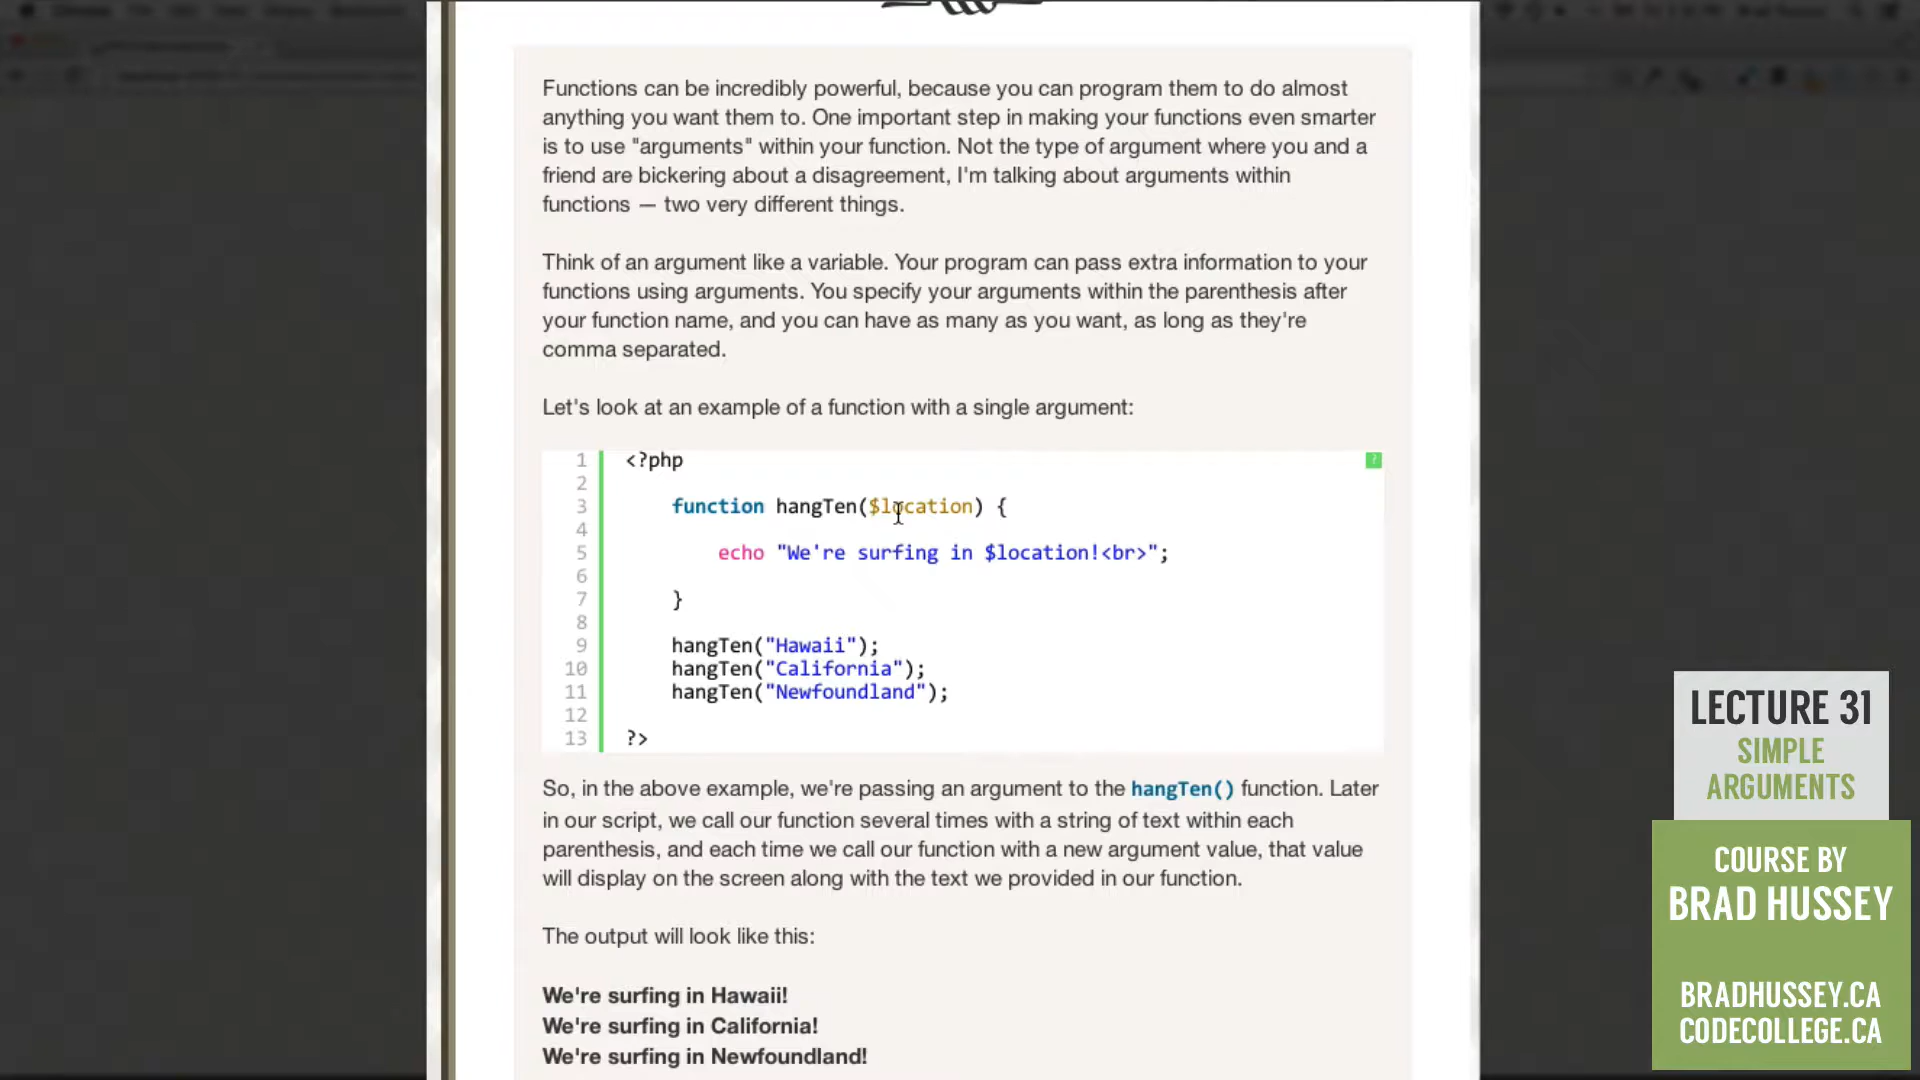 Functions can be incredibly powerful, because you can program them to do almost
anything you want them to. One important step in making your functions even smarter
is to use "arguments" within your function. Not the type of argument where you and a
friend are bickering about a disagreement, I'm talking about arguments within
functions — two very different things.
Think of an argument like a variable. Your program can pass extra information to your
functions using arguments. You specify your arguments within the parenthesis after
your function name, and you can have as many as you want, as long as they're
comma separated.
Let's look at an example of a function with a single argument:
1 <?php
2
3 function hangTen($location) {
4
5 echo "We're surfing in $location!<br>";
6
7 }
8
9 hangTen("Hawaii");
10 hangTen("California");
11 hangTen("Newfoundland");
12
13 ?>
?
So, in the above example, we're passing an argument to the hangTen() function. Later
in our script, we call our function several times with a string of text within each
parenthesis, and each time we call our function with a new argument value, that value
will display on the screen along with the text we provided in our function.
The output will look like this:
We're surfing in Hawaii!
We're surfing in California!
We're surfing in Newfoundland!
LECTURE 31
SIMPLE
ARGUMENTS
COURSE BY
BRAD HUSSEY
BRADHUSSEY.CA
CODECOLLEGE.CA